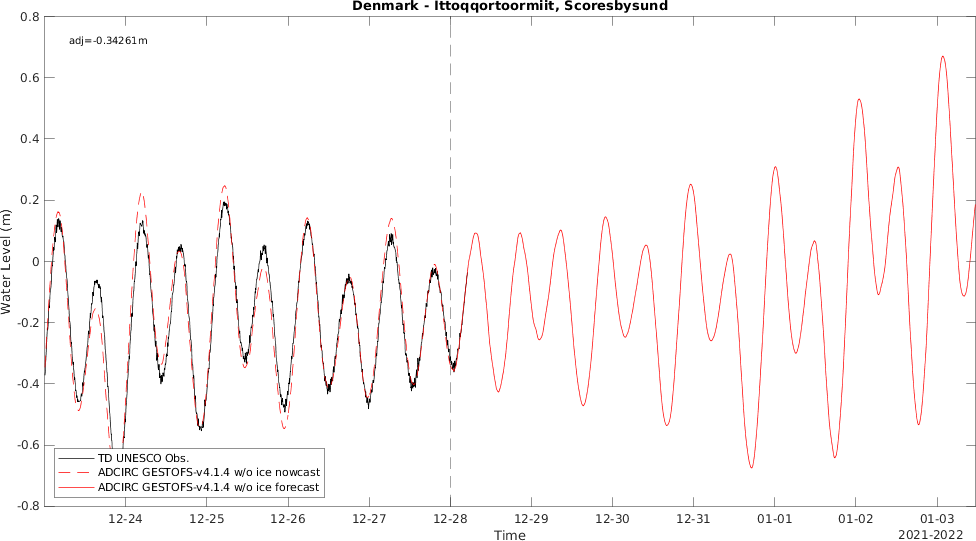 Denmark - Ittoqqortoormiit, Scoresbysund
adj=-0.34261m
0.8
0.6
0.4
0.2
0
-0.2
-0.4
-0.6
-0.8
Water Level (m)
TD UNESCO Obs.
ADCIRC GESTOFS-v4.1.4 w/o ice nowcast
ADCIRC GESTOFS-v4.1.4 w/o ice forecast
12-24 12-25 12-26 12-27 12-28 12-29 12-30 12-31 01-01 01-02 01-03
Time
2021-2022